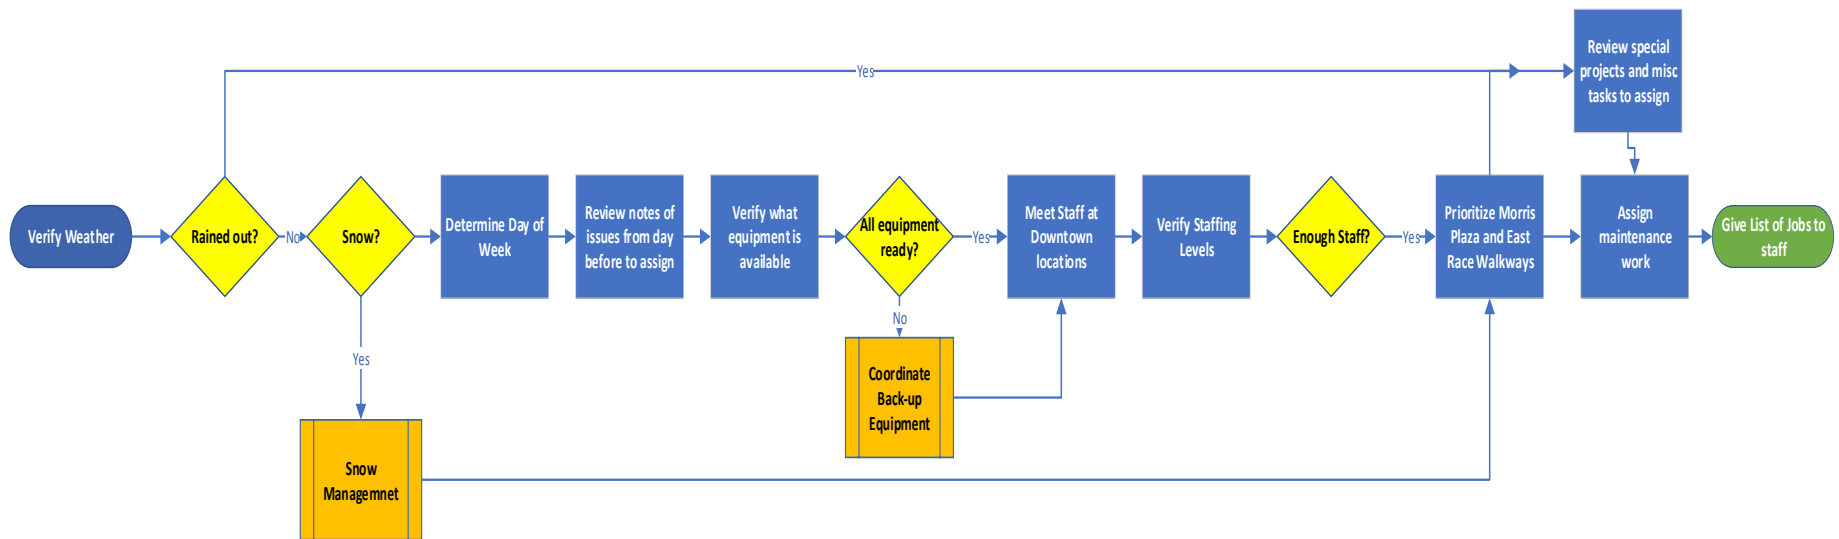 Verify Weather
Rained out?
No
Snow?
Yes
Yes
Determine Day of
Week
Review notes of
issues from day
before to assign
Verify what
equipment is
available
All equipment
ready?
Yes
No
Coordinate
Back-up
Equipment
Meet Staff at
Downtown
locations
Verify Staffing
Levels
Enough Staff?
Yes
Prioritize Morris
Plaza and East
Race Walkways
Review special
projects and misc
tasks to assign
Assign
maintenance
work
Give List of Jobs to
staff
Snow
Managemnet